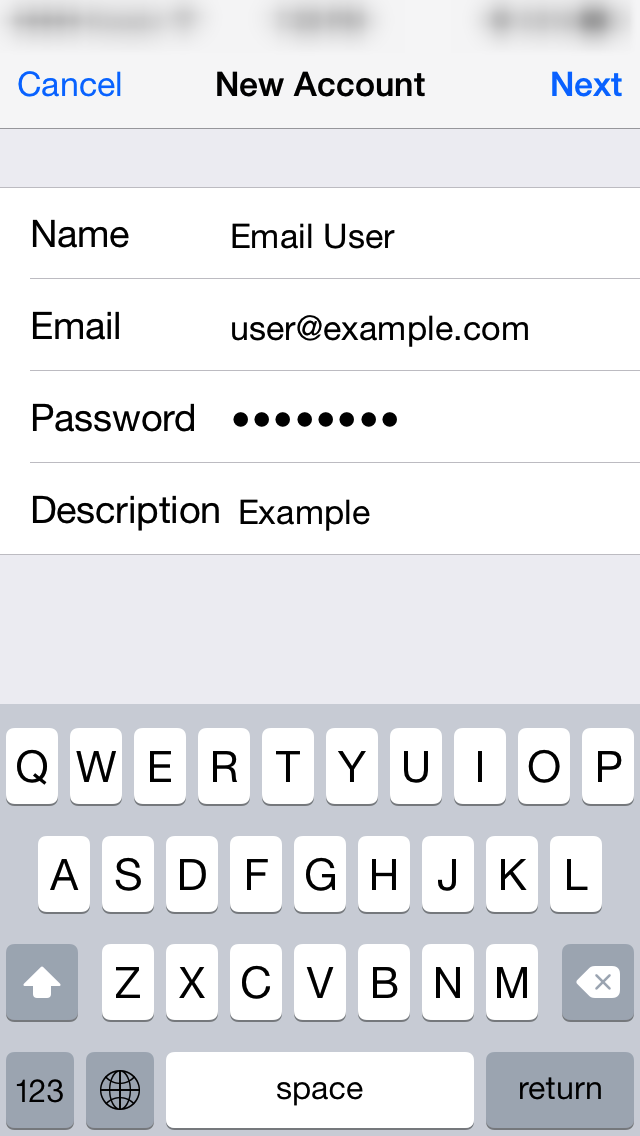 Cancel New Account Next
Name Email User
Email user@example.com
Password ••••••••
Description Example
Q W E R T Y U I O P
A S D F G H J K L
Z X C V B N M
123 space return